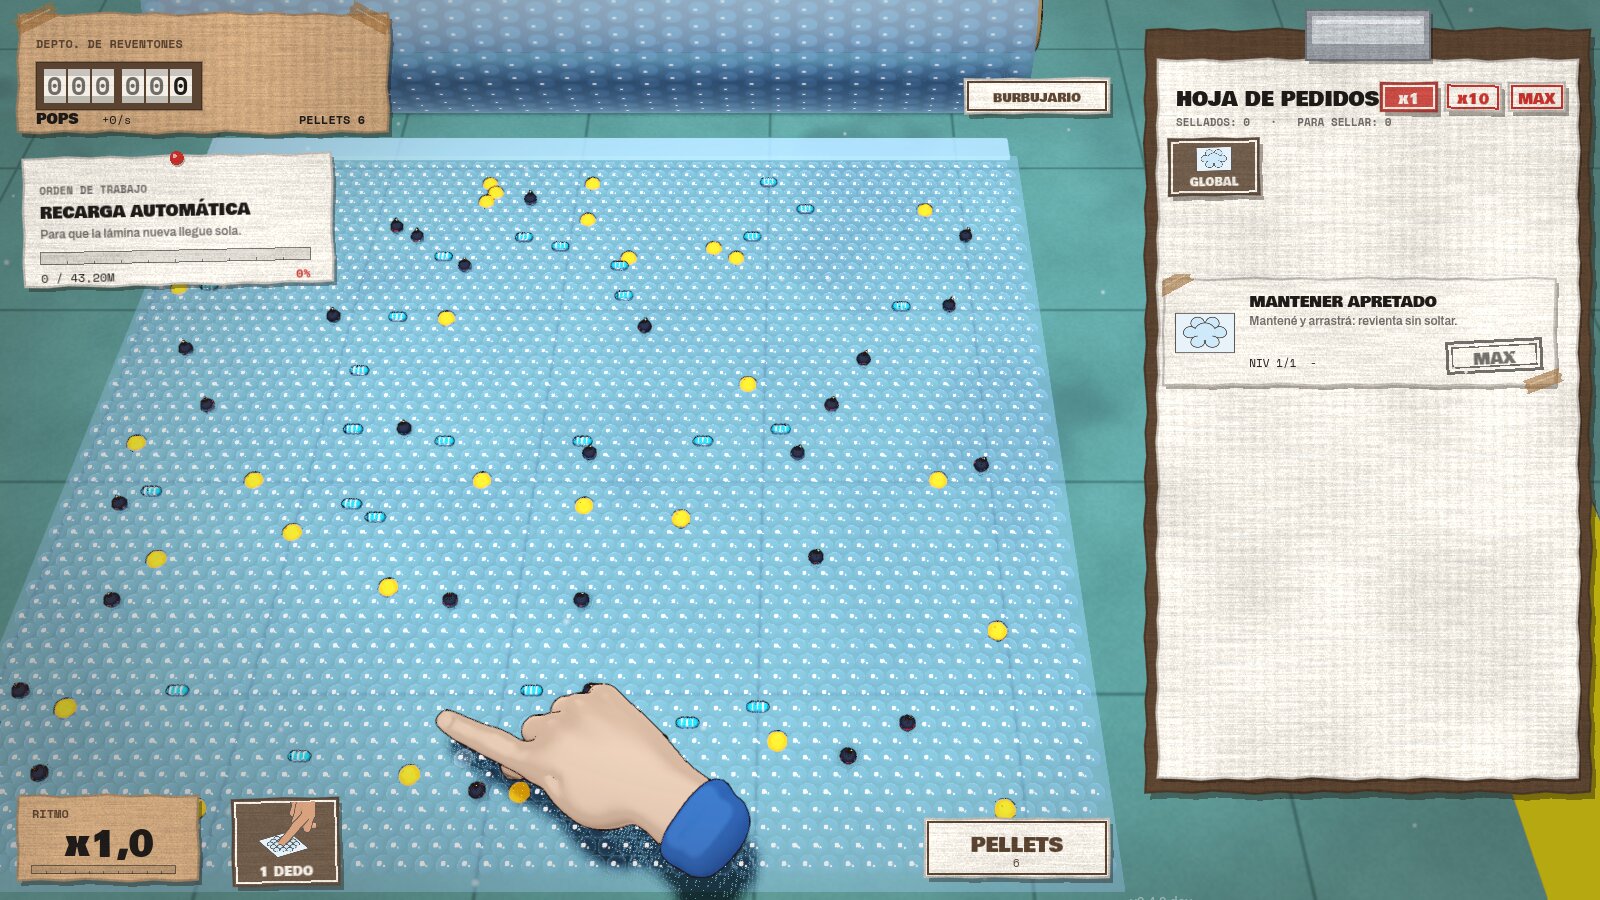 DEPTO. DE REVENTONES
000000
POPS +0/s PELLETS 6
ORDEN DE TRABAJO
RECARGA AUTOMÁTICA
Para que la lámina nueva llegue sola.
0 / 43.20M 0%
BURBUJARIO
HOJA DE PEDIDOS x1 x10 MAX
SELLADOS: 0 · PARA SELLAR: 0
GLOBAL
MANTENER APRETADO
Mantené y arrastrá: revienta sin soltar.
NIV 1/1 -
MAX
RITMO
x1,0
1 DEDO
PELLETS
6